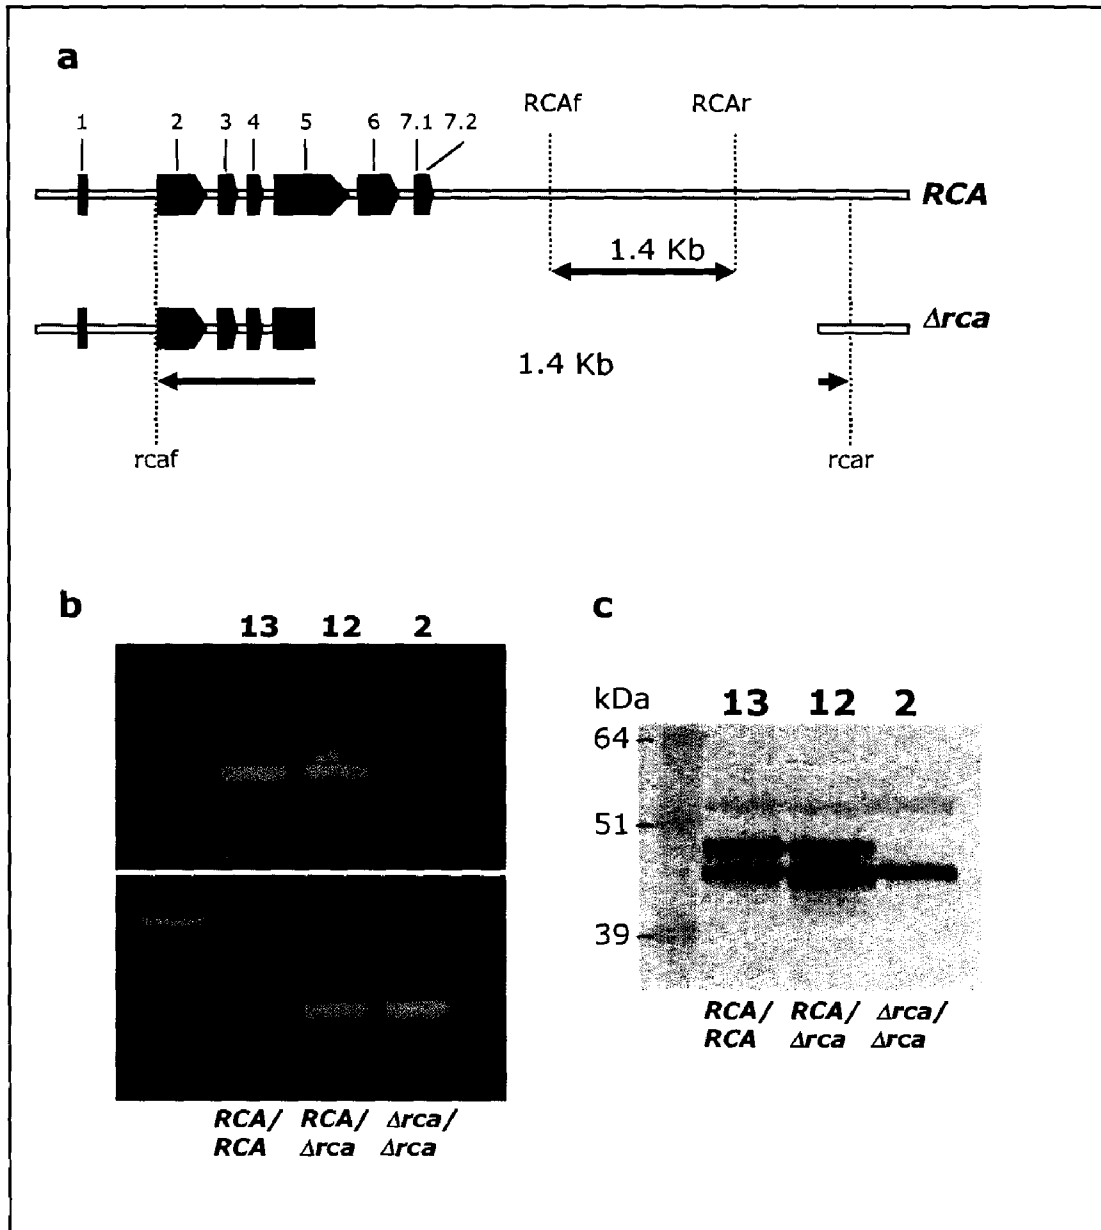 a
RCAf RCAr
1 2 3 4 5 6 7.1 7.2
RCA
1.4 Kb
Δrca
1.4 Kb
rcaf rcar
b
13 12 2
RCA/ RCA/ Δrca/
RCA Δrca Δrca
c
kDa 13 12 2
64
51
39
RCA/ RCA/ Δrca/
RCA Δrca Δrca